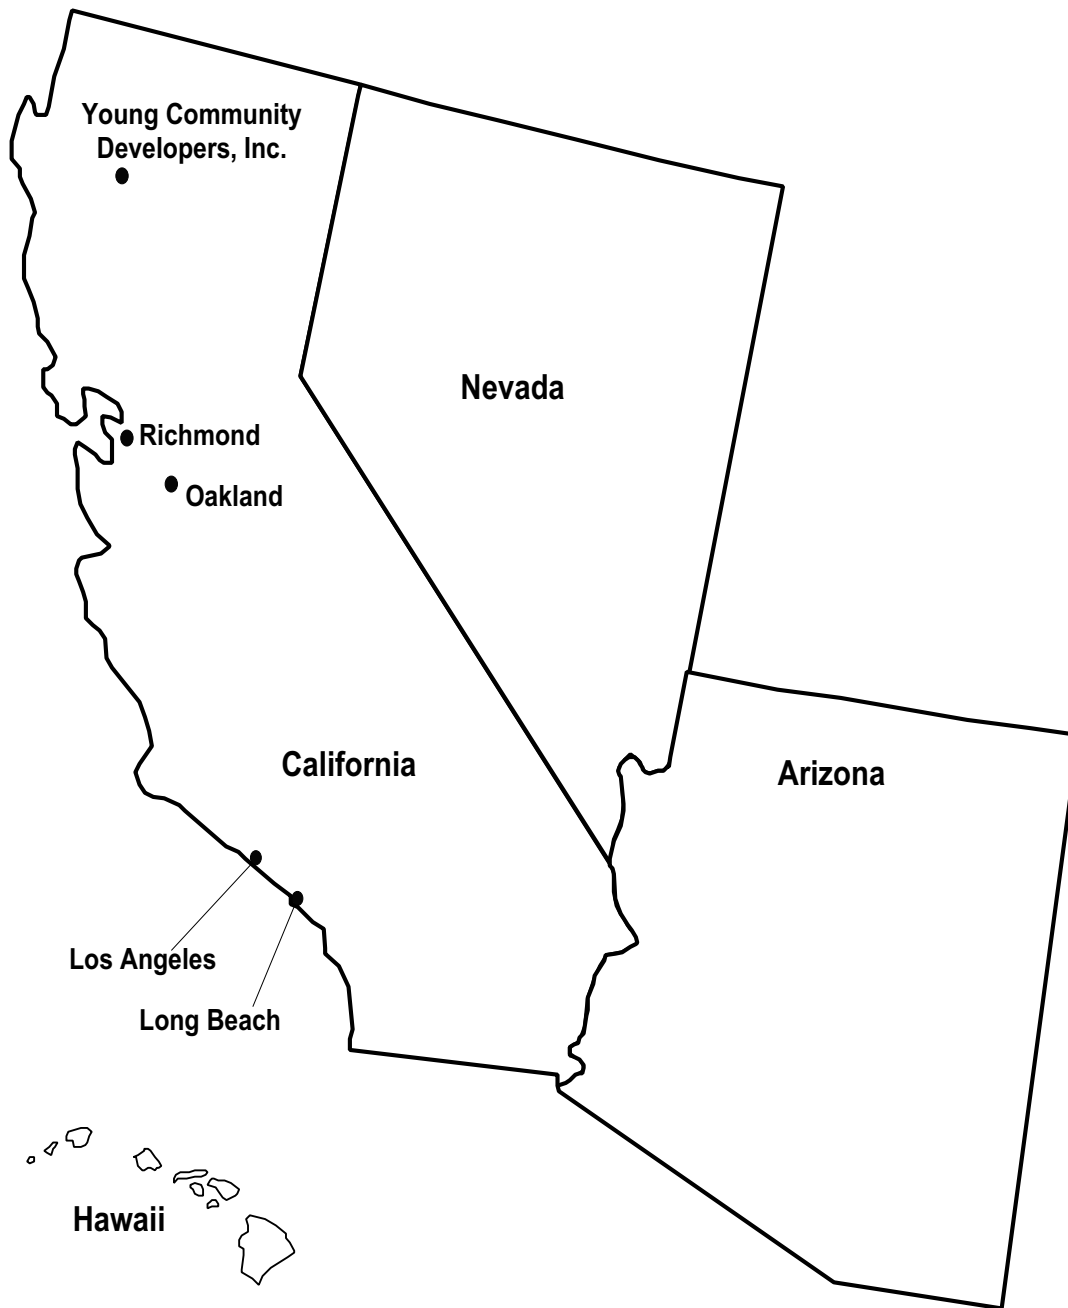 Young Community
Developers, Inc.
Nevada
Richmond
Oakland
California
Arizona
Los Angeles
Long Beach
Hawaii